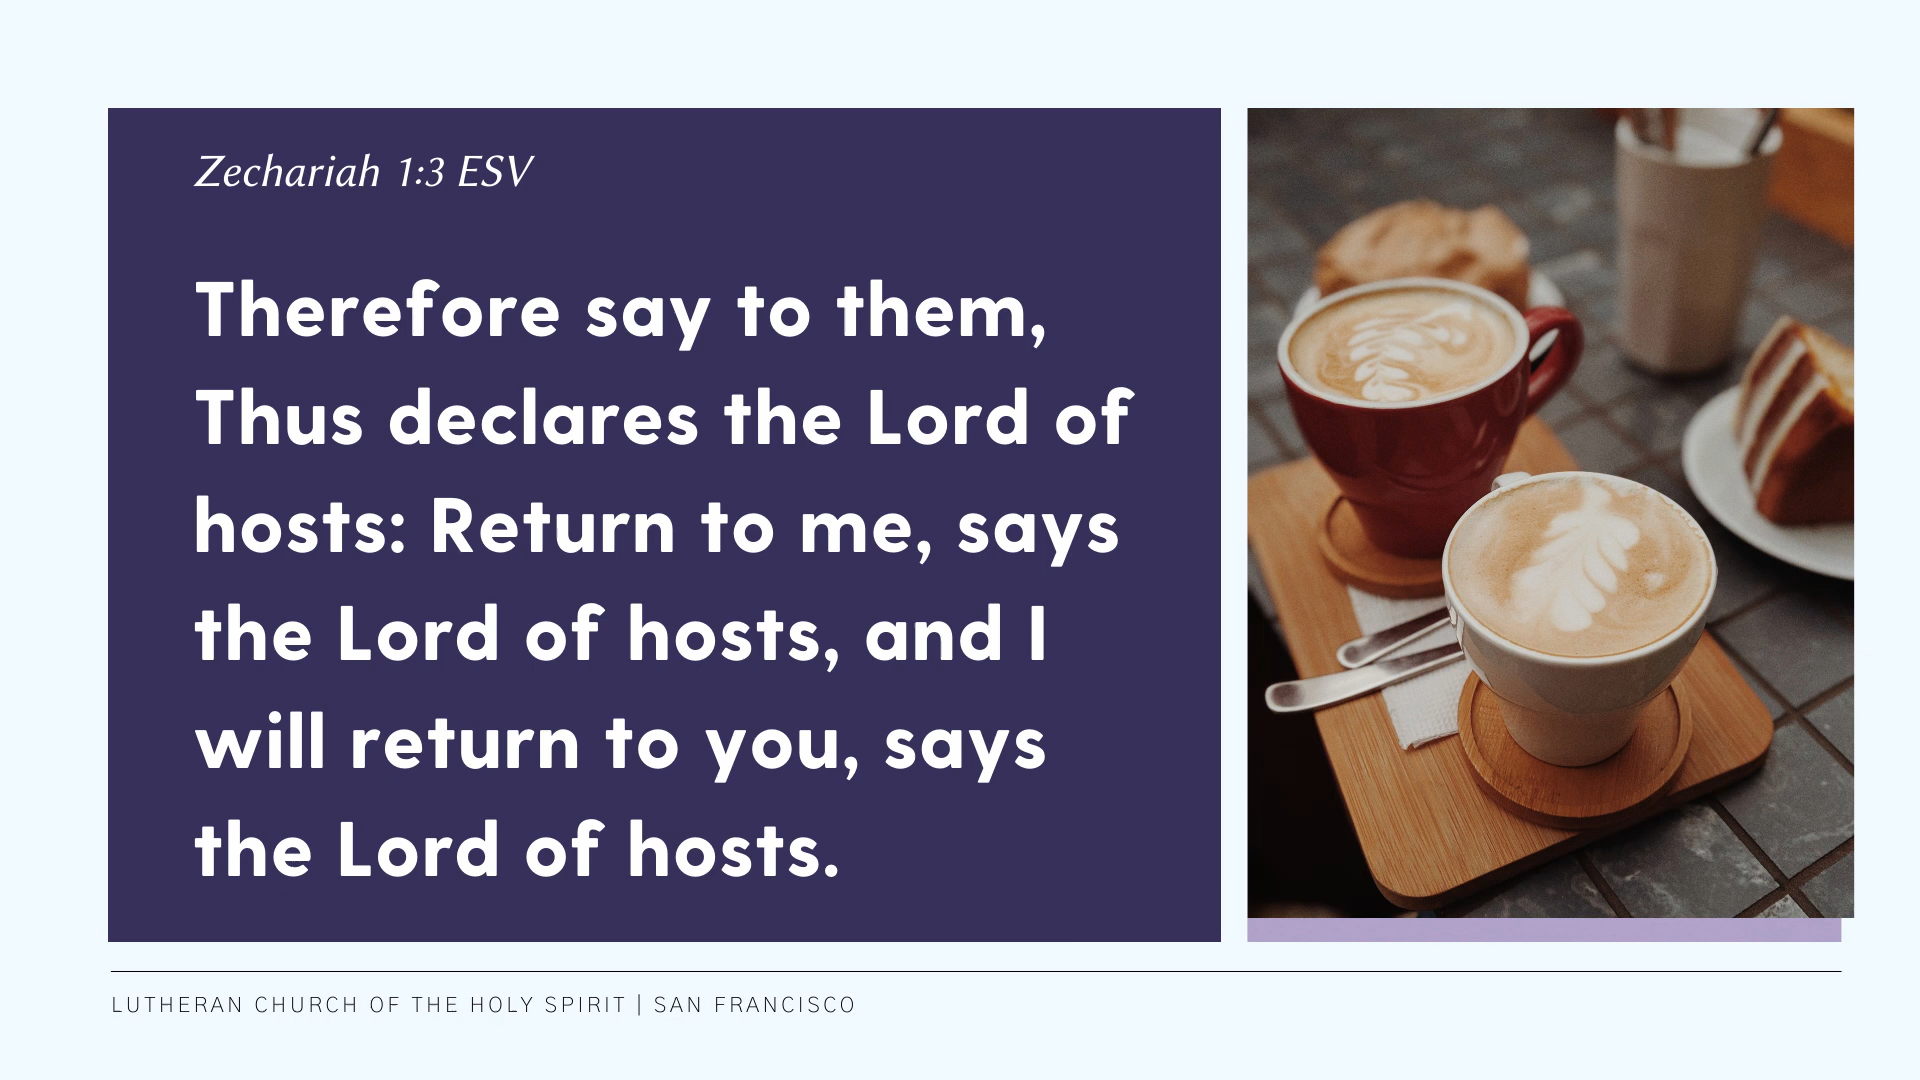 Zechariah 1:3 ESV
Therefore say to them,
Thus declares the Lord of
hosts: Return to me, says
the Lord of hosts, and I
will return to you, says
the Lord of hosts.
LUTHERAN CHURCH OF THE HOLY SPIRIT | SAN FRANCISCO